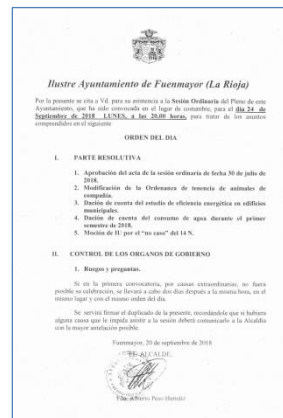 Ilustre Ayuntamiento de Fuenmayor (La Rioja)
Por la presente se cita a Vd. para su asistencia a la Sesión Ordinaria del Pleno de este
Ayuntamiento, que ha sido convocada en el lugar de costumbre, para el día 24 de
Septiembre de 2018 LUNES, a las 20,00 horas, para tratar de los asuntos
comprendidos en el siguiente
ORDEN DEL DIA
I. PARTE RESOLUTIVA
1. Aprobación del acta de la sesión ordinaria de fecha 30 de julio de
2018.
2. Modificación de la Ordenanza de tenencia de animales de
compañía.
3. Dación de cuenta del estudio de eficiencia energética en edificios
municipales.
4. Dación de cuenta del consumo de agua durante el primer
semestre de 2018.
5. Moción de IU por el "no caso" del 14 N.
II. CONTROL DE LOS ORGANOS DE GOBIERNO
1. Ruegos y preguntas.
Si en la primera convocatoria, por causas extraordinarias, no fuera
posible su celebración, se llevará a cabo dos días después a la misma hora, en el
mismo lugar y con el mismo orden del día.
Se servirá firmar el duplicado de la presente, recordándole que si hubiera
alguna causa que le impida asistir a la sesión deberá comunicarlo a la Alcaldía
con la mayor antelación posible.
Fuenmayor, 20 de septiembre de 2018
EL ALCALDE,
Fdo. Alberto Peso Hernáiz